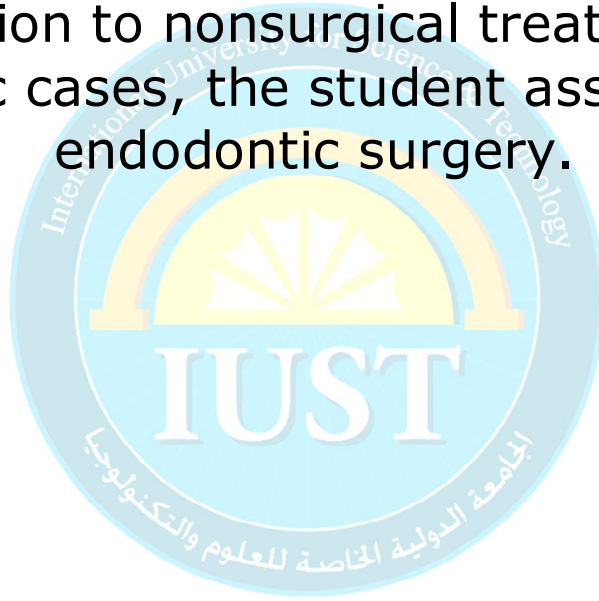 ion to nonsurgical treat
c cases, the student ass
endodontic surgery.
International University for Science & Technology
IUST
الجامعة الدولية الخاصة للعلوم والتكنولوجيا